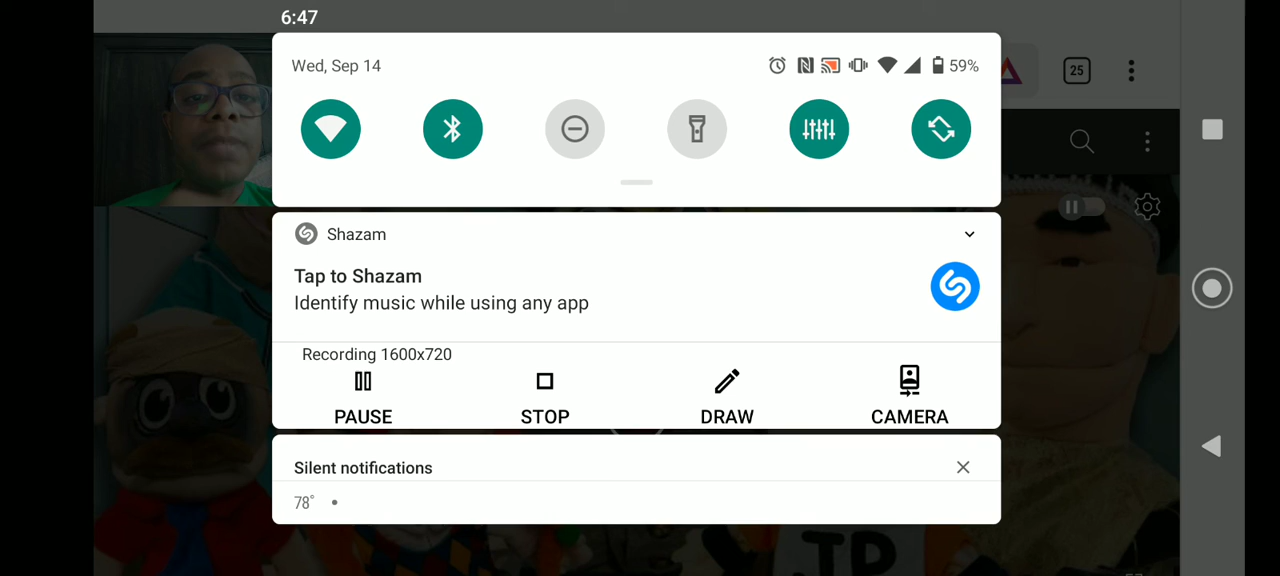 6:47
Wed, Sep 14
59%
25
Shazam
Tap to Shazam
Identify music while using any app
Recording 1600x720
PAUSE
STOP
DRAW
CAMERA
Silent notifications
78°
JP